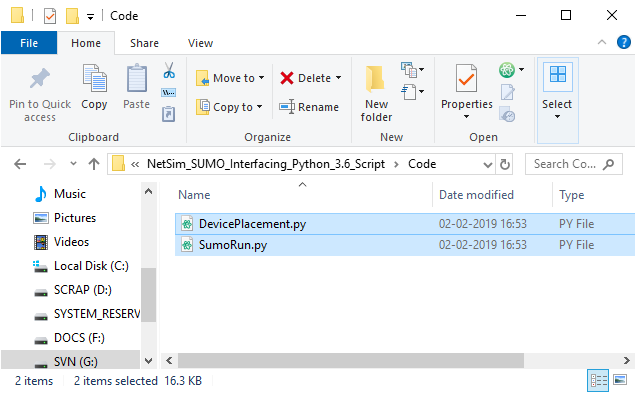 Code
File Home Share View
Pin to Quick access
Copy
Paste
Clipboard
Move to
Copy to
Delete
Rename
Organize
New folder
New
Properties
Open
Select
« NetSim_SUMO_Interfacing_Python_3.6_Script > Code
Search Co...
Name Date modified Type
Music
Pictures
Videos
Local Disk (C:)
SCRAP (D:)
SYSTEM_RESERV
DOCS (F:)
SVN (G:)
DevicePlacement.py 02-02-2019 16:53 PY File
SumoRun.py 02-02-2019 16:53 PY File
2 items 2 items selected 16.3 KB